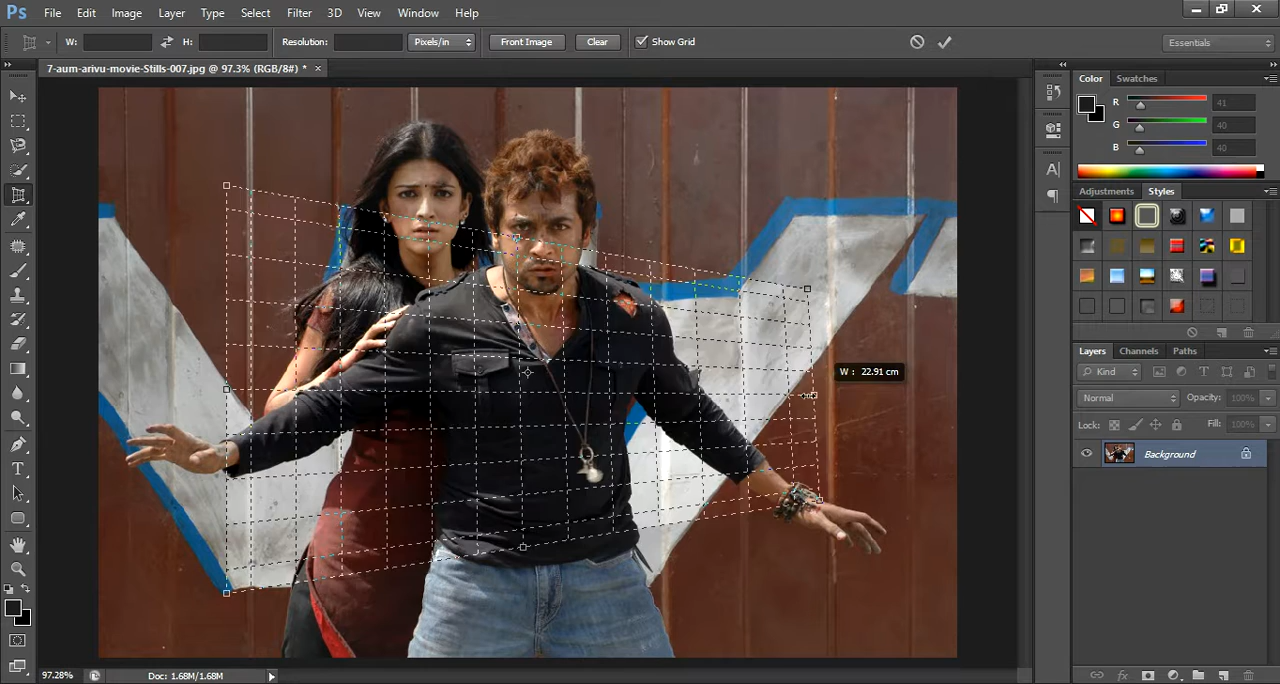 Ps File Edit Image Layer Type Select Filter 3D View Window Help
W: H: Resolution: Pixels/in Front Image Clear Show Grid Essentials
7-aum-arivu-movie-Stills-007.jpg @ 97.3% (RGB/8#) * ×
Color Swatches
R 41
G 40
B 40
Adjustments Styles
W : 22.91 cm
Layers Channels Paths
Kind
Normal Opacity: 100%
Lock: Fill: 100%
Background
97.28% Doc: 1.68M/1.68M